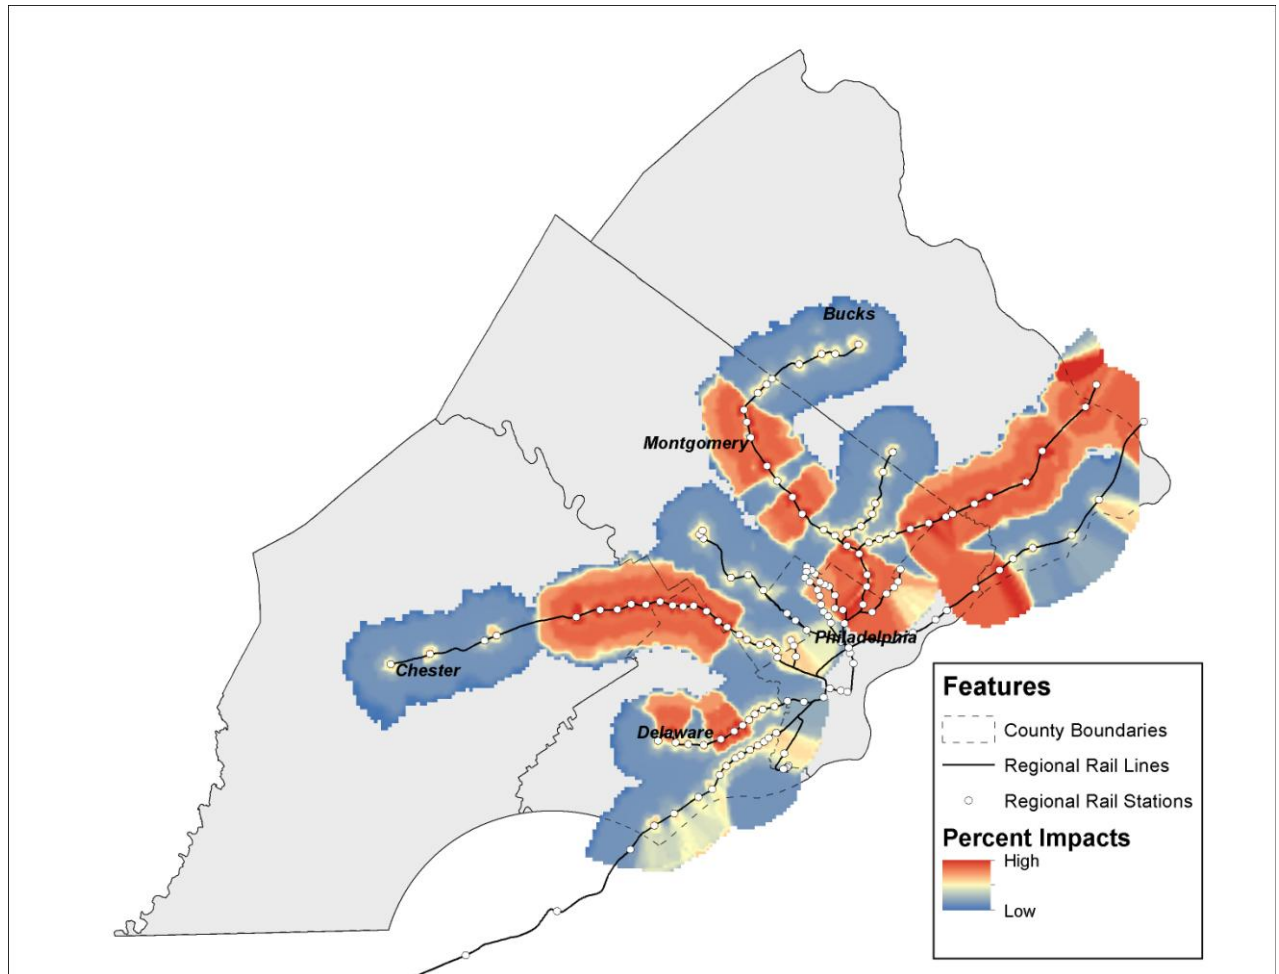 Bucks
Montgomery
Philadelphia
Chester
Delaware
Features
County Boundaries
Regional Rail Lines
Regional Rail Stations
Percent Impacts
High
Low